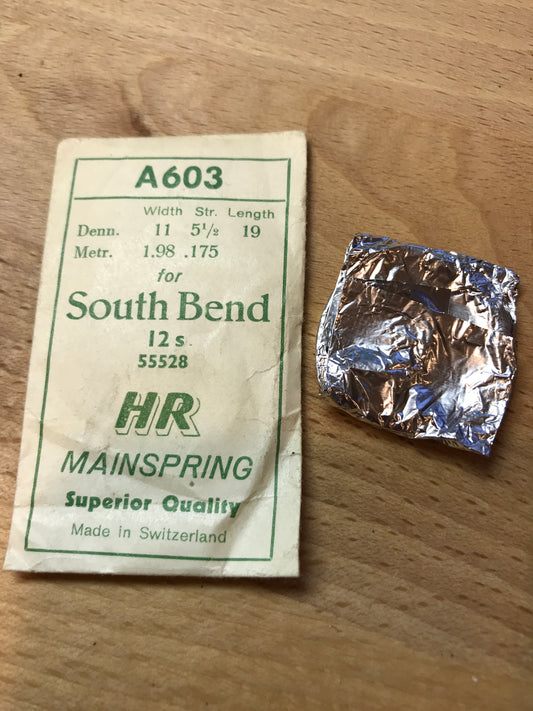 A603
Width Str. Length
Denn. 11 5½ 19
Metr. 1.98 .175
for
South Bend
12 s.
55528
HR
MAINSPRING
Superior Quality
Made in Switzerland